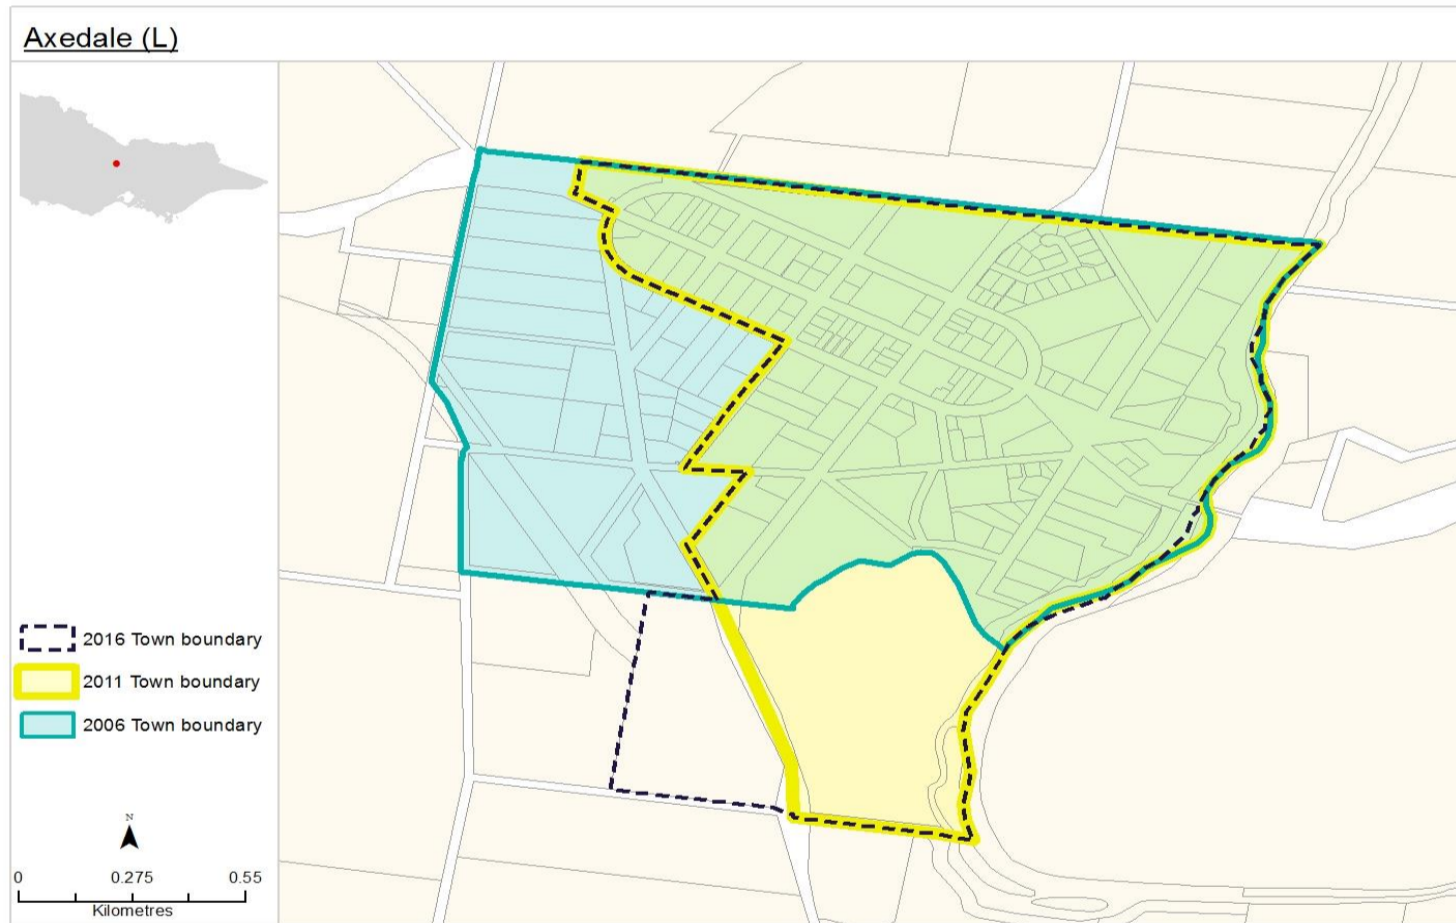 Axedale (L)
2016 Town boundary
2011 Town boundary
2006 Town boundary
N
0 0.275 0.55
Kilometres